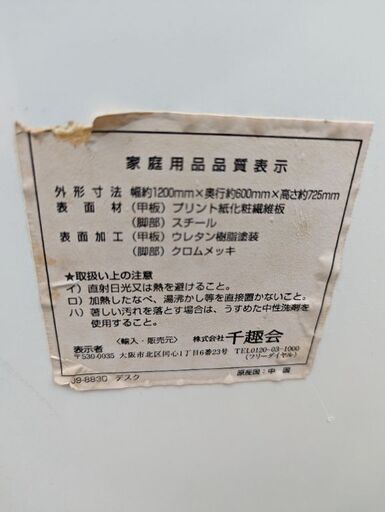 家庭用品品質表示
外形寸法 幅約1200mm×奥行約600mm×高さ約725mm
表面材 (甲板) プリント紙化粧繊維板
(脚部) スチール
表面加工 (甲板) ウレタン樹脂塗装
(脚部) クロムメッキ
★取扱い上の注意
イ) 直射日光又は熱を避けること。
ロ) 加熱したなべ、湯沸かし等を直接置かないこと。
ハ) 著しい汚れを落とす場合は、うすめた中性洗剤を
使用すること。
〈輸入・販売元〉 株式会社 千趣会
表示者 〒530-0035 大阪市北区同心1丁目6番23号 TEL0120-03-1000
(フリーダイヤル)
J9-8830 デスク 原産国：中国